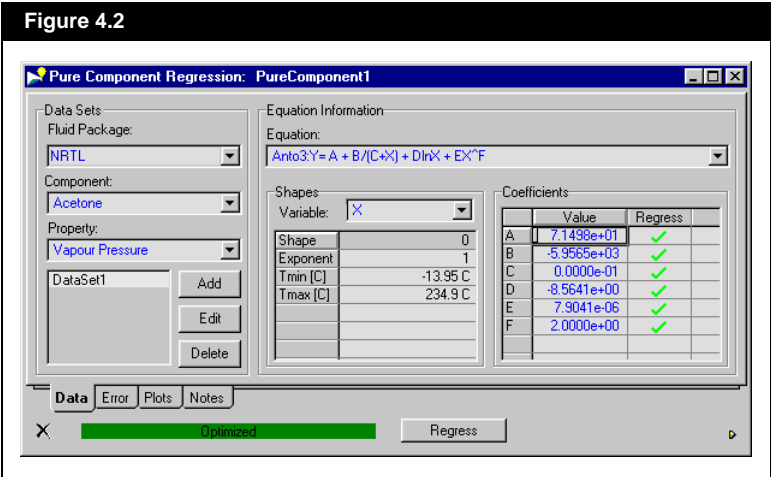 Figure 4.2
Pure Component Regression: PureComponent1
Data Sets
Fluid Package:
NRTL
Component:
Acetone
Property:
Vapour Pressure
DataSet1
Add
Edit
Delete
Equation Information
Equation:
Anto3:Y= A + B/(C+X) + DlnX + EX^F
Shapes
Variable: X
Shape 0
Exponent 1
Tmin [C] -13.95 C
Tmax [C] 234.9 C
Coefficients
Value Regress
A 7.1498e+01
B -5.9565e+03
C 0.0000e-01
D -8.5641e+00
E 7.9041e-06
F 2.0000e+00
Data Error Plots Notes
Optimized Regress